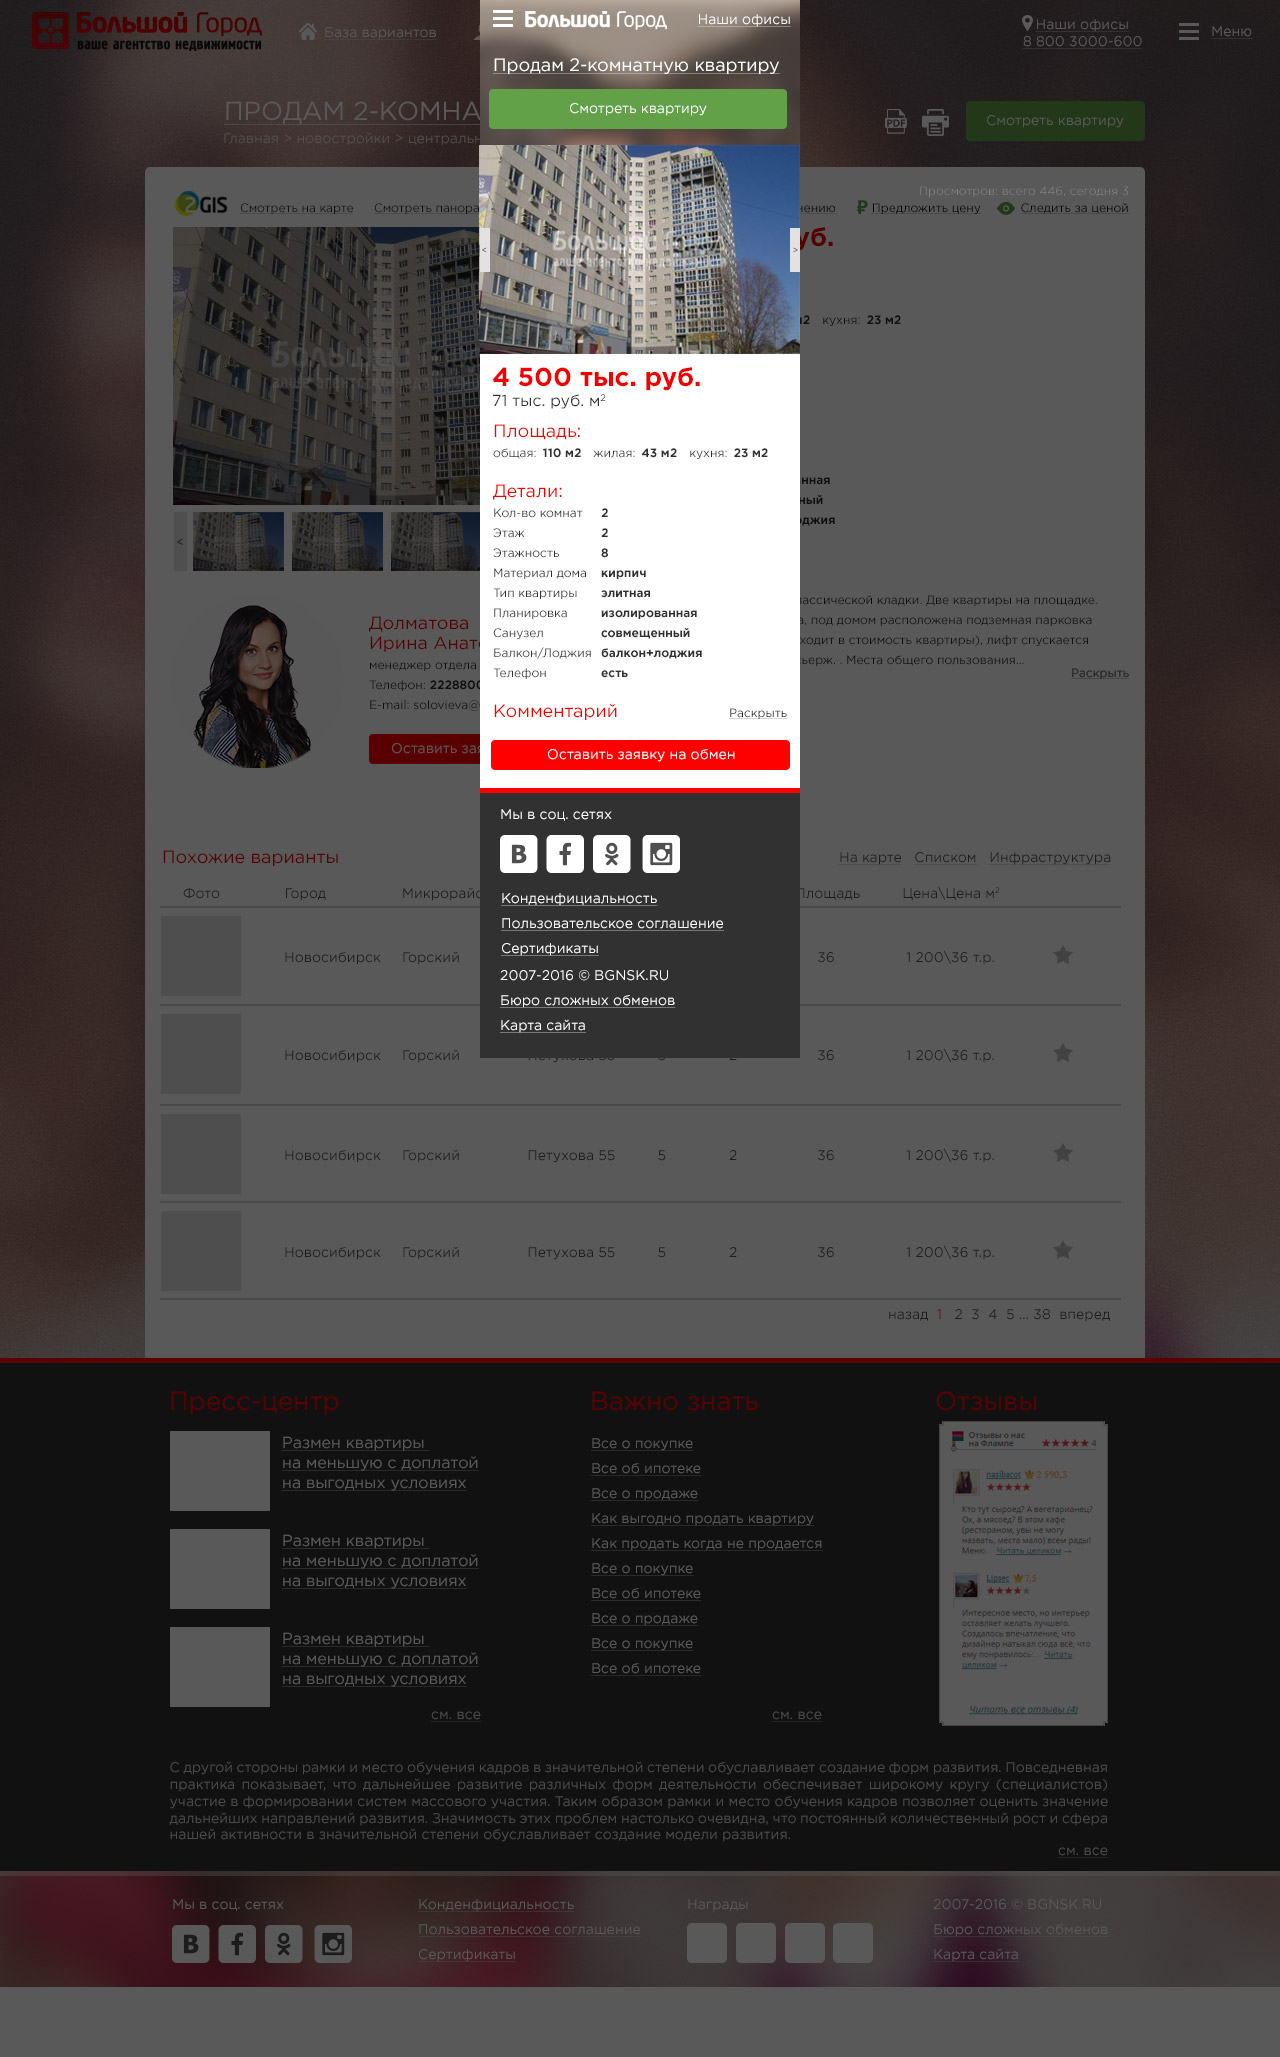 Большой Город
ваше агентство недвижимости
База вариантов
Наши офисы
8 800 3000-600
Меню
ПРОДАМ 2-КОМНА
Главная > новостройки > централь
Смотреть квартиру
PDF
Просмотров: всего 446, сегодня 3
2GIS
Смотреть на карте
Смотреть панора
нению
Предложить цену
Следить за ценой
уб.
м2 кухня: 23 м2
Большой Город
<
Долматова
Ирина Анат
менеджер отдела
Телефон: 2228800
E-mail: solovieva@
Оставить зая
анная
ный
оджия
лассической кладки. Две квартиры на площадке.
а, под домом расположена подземная парковка
ходит в стоимость квартиры), лифт спускается
сьерж. . Места общего пользования...
Раскрыть
Большой Город
Наши офисы
Продам 2-комнатную квартиру
Смотреть квартиру
Большой Город
ваше агентство недвижимости
<
>
4 500 тыс. руб.
71 тыс. руб. м²
Площадь:
общая: 110 м2 жилая: 43 м2 кухня: 23 м2
Детали:
Кол-во комнат 2
Этаж 2
Этажность 8
Материал дома кирпич
Тип квартиры элитная
Планировка изолированная
Санузел совмещенный
Балкон/Лоджия балкон+лоджия
Телефон есть
Комментарий
Раскрыть
Оставить заявку на обмен
Мы в соц. сетях
Конденфициальность
Пользовательское соглашение
Сертификаты
2007-2016 © BGNSK.RU
Бюро сложных обменов
Карта сайта
Похожие варианты
На карте Списком Инфраструктура
Фото Город Микрорайо Площадь Цена\Цена м²
Новосибирск Горский 36 1 200\36 т.р.
Новосибирск Горский Петухова 55 5 2 36 1 200\36 т.р.
Новосибирск Горский Петухова 55 5 2 36 1 200\36 т.р.
Новосибирск Горский Петухова 55 5 2 36 1 200\36 т.р.
назад 1 2 3 4 5 ... 38 вперед
Пресс-центр
Размен квартиры
на меньшую с доплатой
на выгодных условиях
Размен квартиры
на меньшую с доплатой
на выгодных условиях
Размен квартиры
на меньшую с доплатой
на выгодных условиях
см. все
Важно знать
Все о покупке
Все об ипотеке
Все о продаже
Как выгодно продать квартиру
Как продать когда не продается
Все о покупке
Все об ипотеке
Все о продаже
Все о покупке
Все об ипотеке
см. все
Отзывы
Отзывы о нас
на Флампе
4
nasibacot 2 590,3
Кто тут сыроед? А вегетарианец?
Ох, а мясоед? В этом кафе
(рестораном, увы не могу
назвать, места мало) всем рады!
Меню... Читать целиком →
Lipsec 7,5
Интересное место, но интерьер
оставляет желать лучшего.
Создалось впечатление, что
дизайнер натыкал сюда всё, что
ему понравилось:... Читать
целиком →
Читать все отзывы (4)
С другой стороны рамки и место обучения кадров в значительной степени обуславливает создание форм развития. Повседневная
практика показывает, что дальнейшее развитие различных форм деятельности обеспечивает широкому кругу (специалистов)
участие в формировании систем массового участия. Таким образом рамки и место обучения кадров позволяет оценить значение
дальнейших направлений развития. Значимость этих проблем настолько очевидна, что постоянный количественный рост и сфера
нашей активности в значительной степени обуславливает создание модели развития.
см. все
Мы в соц. сетях
Конденфициальность
Пользовательское соглашение
Сертификаты
Награды
2007-2016 © BGNSK.RU
Бюро сложных обменов
Карта сайта